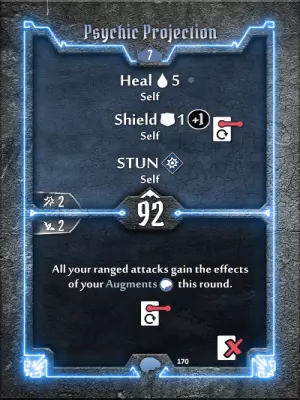 Psychic Projection
7
Heal 5
Self
Shield 1 +1
Self
STUN
Self
2
92
2
All your ranged attacks gain the effects
of your Augments this round.
170